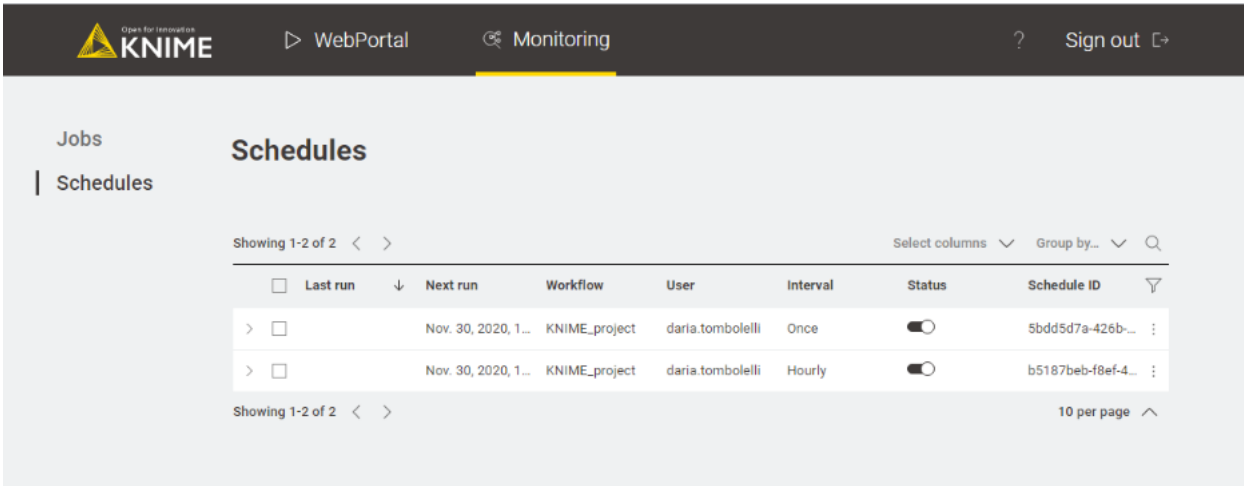 Open for Innovation
KNIME
WebPortal
Monitoring
?
Sign out
Jobs
Schedules
Schedules
Showing 1-2 of 2
Select columns
Group by...
Last run Next run Workflow User Interval Status Schedule ID
Nov. 30, 2020, 1... KNIME_project daria.tombolelli Once 5bdd5d7a-426b-...
Nov. 30, 2020, 1... KNIME_project daria.tombolelli Hourly b5187beb-f8ef-4...
Showing 1-2 of 2
10 per page